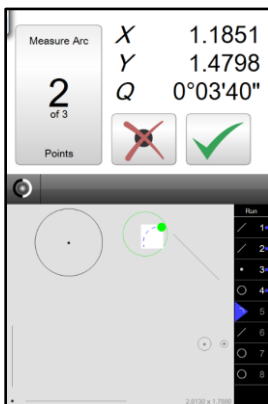 Measure Arc
2
of 3
Points
X 1.1851
Y 1.4798
Q 0°03'40"
Run
1
2
3
4
5
6
7
8